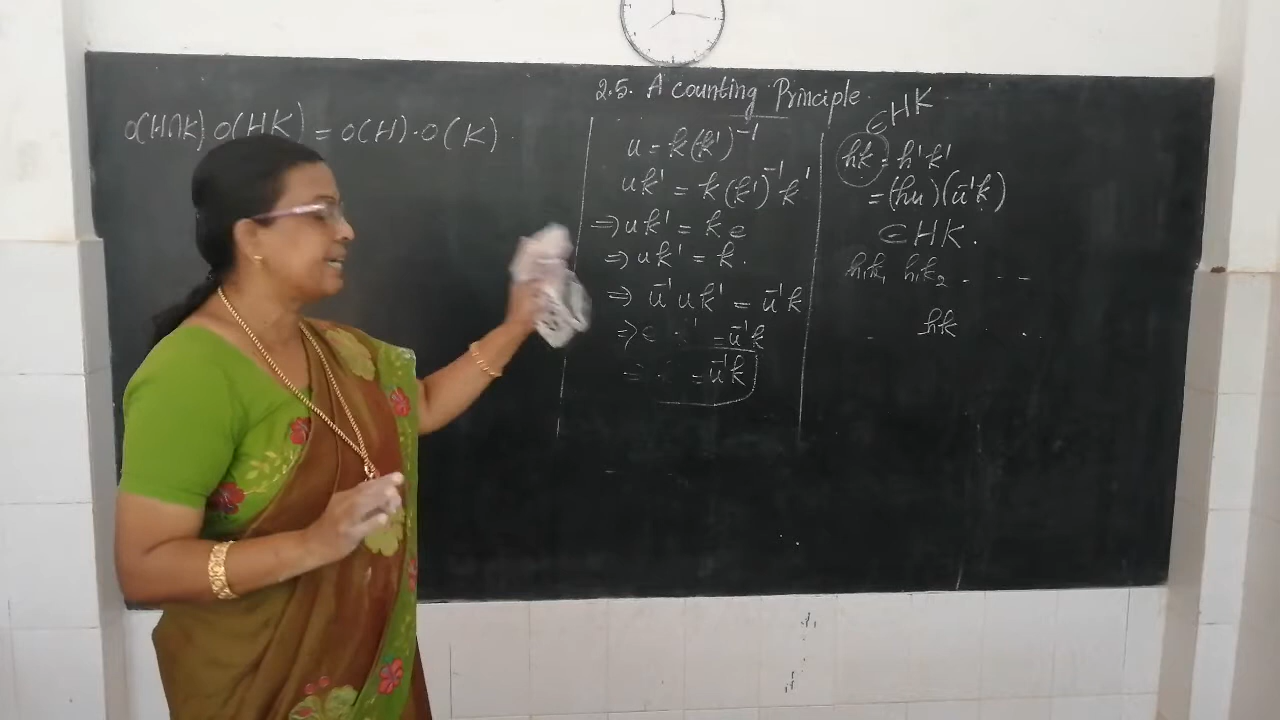 2.5. A counting Principle.
o(H∩K) o(HK) = o(H)·o(K)
u = k(k')⁻¹
uk' = k(k')⁻¹k'
⇒ uk' = ke
⇒ uk' = k.
⇒ u⁻¹uk' = u⁻¹k
⇒ e ' = u⁻¹k
= u⁻¹k
∈HK
hk = h'k'
= (hu)(u⁻¹k)
∈HK.
h₁k₁ h₁k₂ . - --
. hk . . .